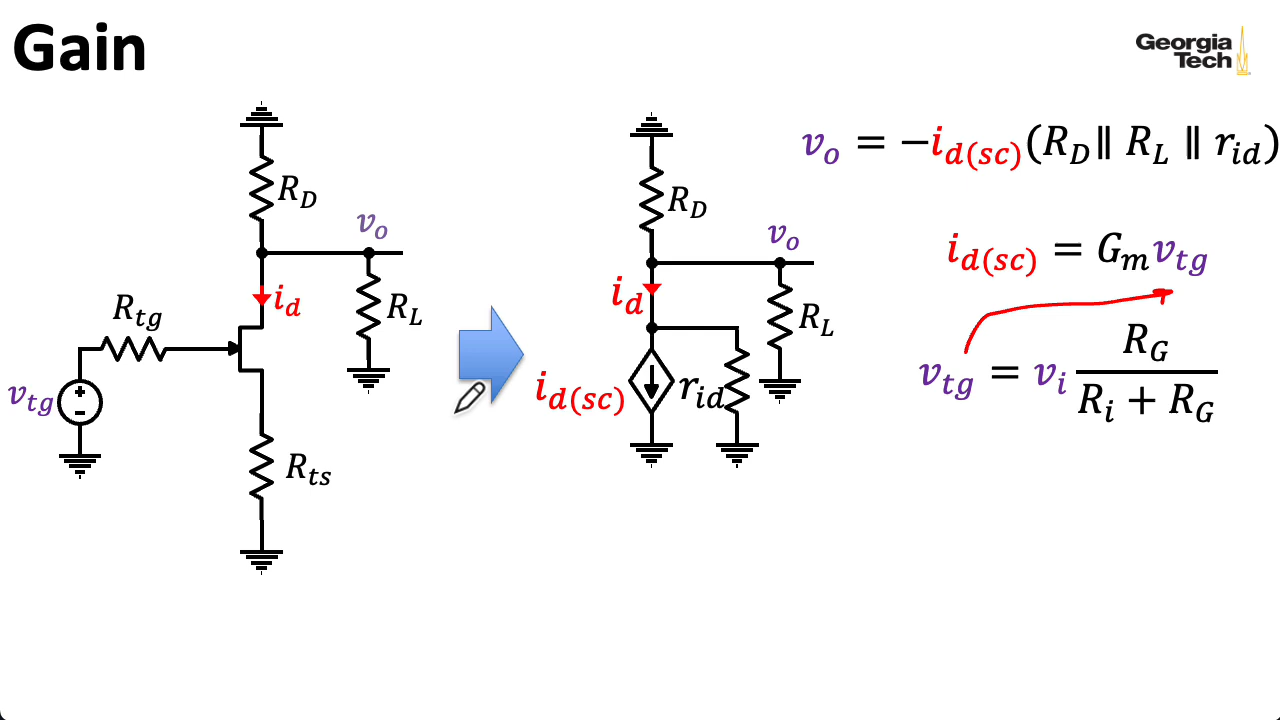 Gain
Georgia
Tech
R_D
v_o
i_d
R_tg
R_L
v_tg
R_ts
R_D
v_o
i_d
R_L
i_d(sc)
r_id
v_o = −i_d(sc)(R_D ∥ R_L ∥ r_id)
i_d(sc) = G_m v_tg
v_tg = v_i R_G / (R_i + R_G)